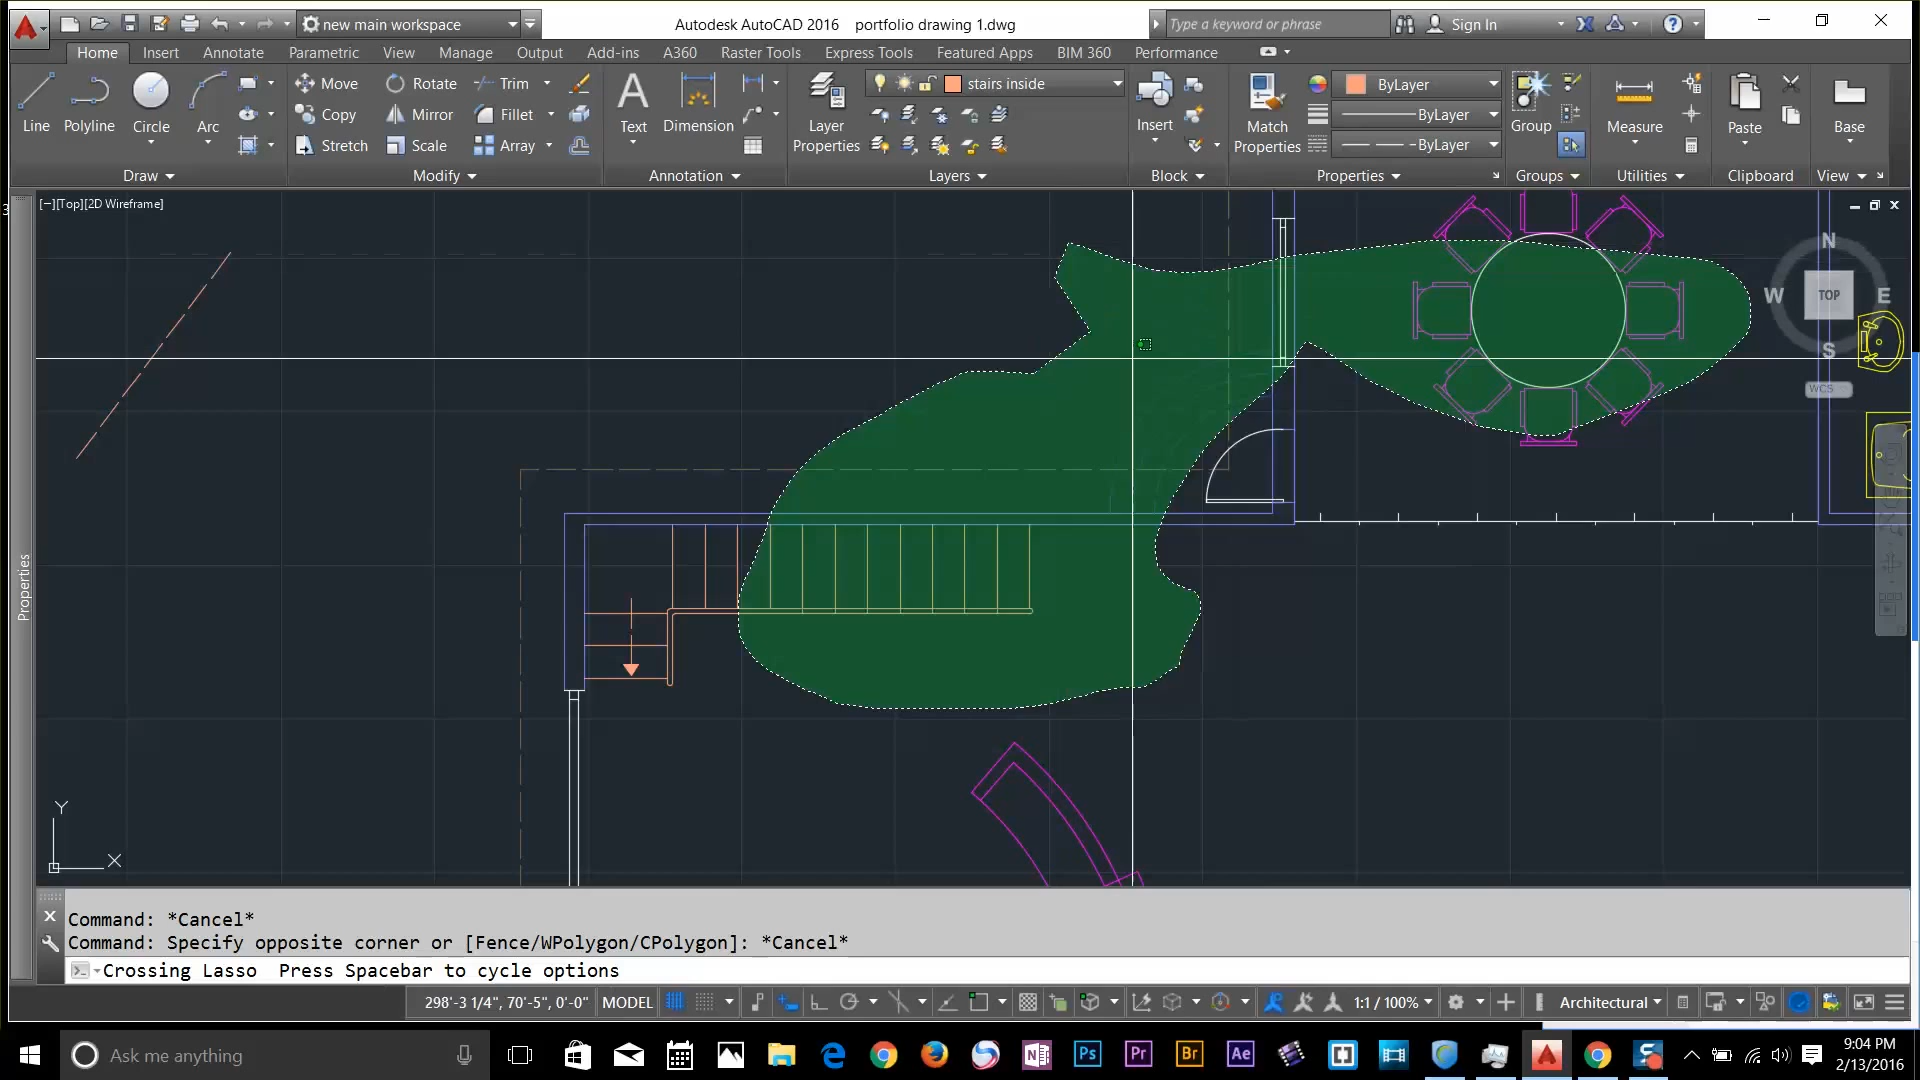 new main workspace
Autodesk AutoCAD 2016 portfolio drawing 1.dwg
Type a keyword or phrase
Sign In
Home Insert Annotate Parametric View Manage Output Add-ins A360 Raster Tools Express Tools Featured Apps BIM 360 Performance
Line Polyline Circle Arc
Move Rotate Trim
Copy Mirror Fillet
Stretch Scale Array
Text Dimension
Layer Properties
stairs inside
Insert
Match Properties
ByLayer
ByLayer
ByLayer
Group
Measure
Paste
Base
Draw Modify Annotation Layers Block Properties Groups Utilities Clipboard View
3
[−][Top][2D Wireframe]
N
W TOP E
S
WCS
Properties
Y
X
Command: *Cancel*
Command: Specify opposite corner or [Fence/WPolygon/CPolygon]: *Cancel*
Crossing Lasso Press Spacebar to cycle options
298'-3 1/4", 70'-5", 0'-0" MODEL 1:1 / 100% Architectural
Ask me anything
Ps Pr Br Ae
9:04 PM
2/13/2016